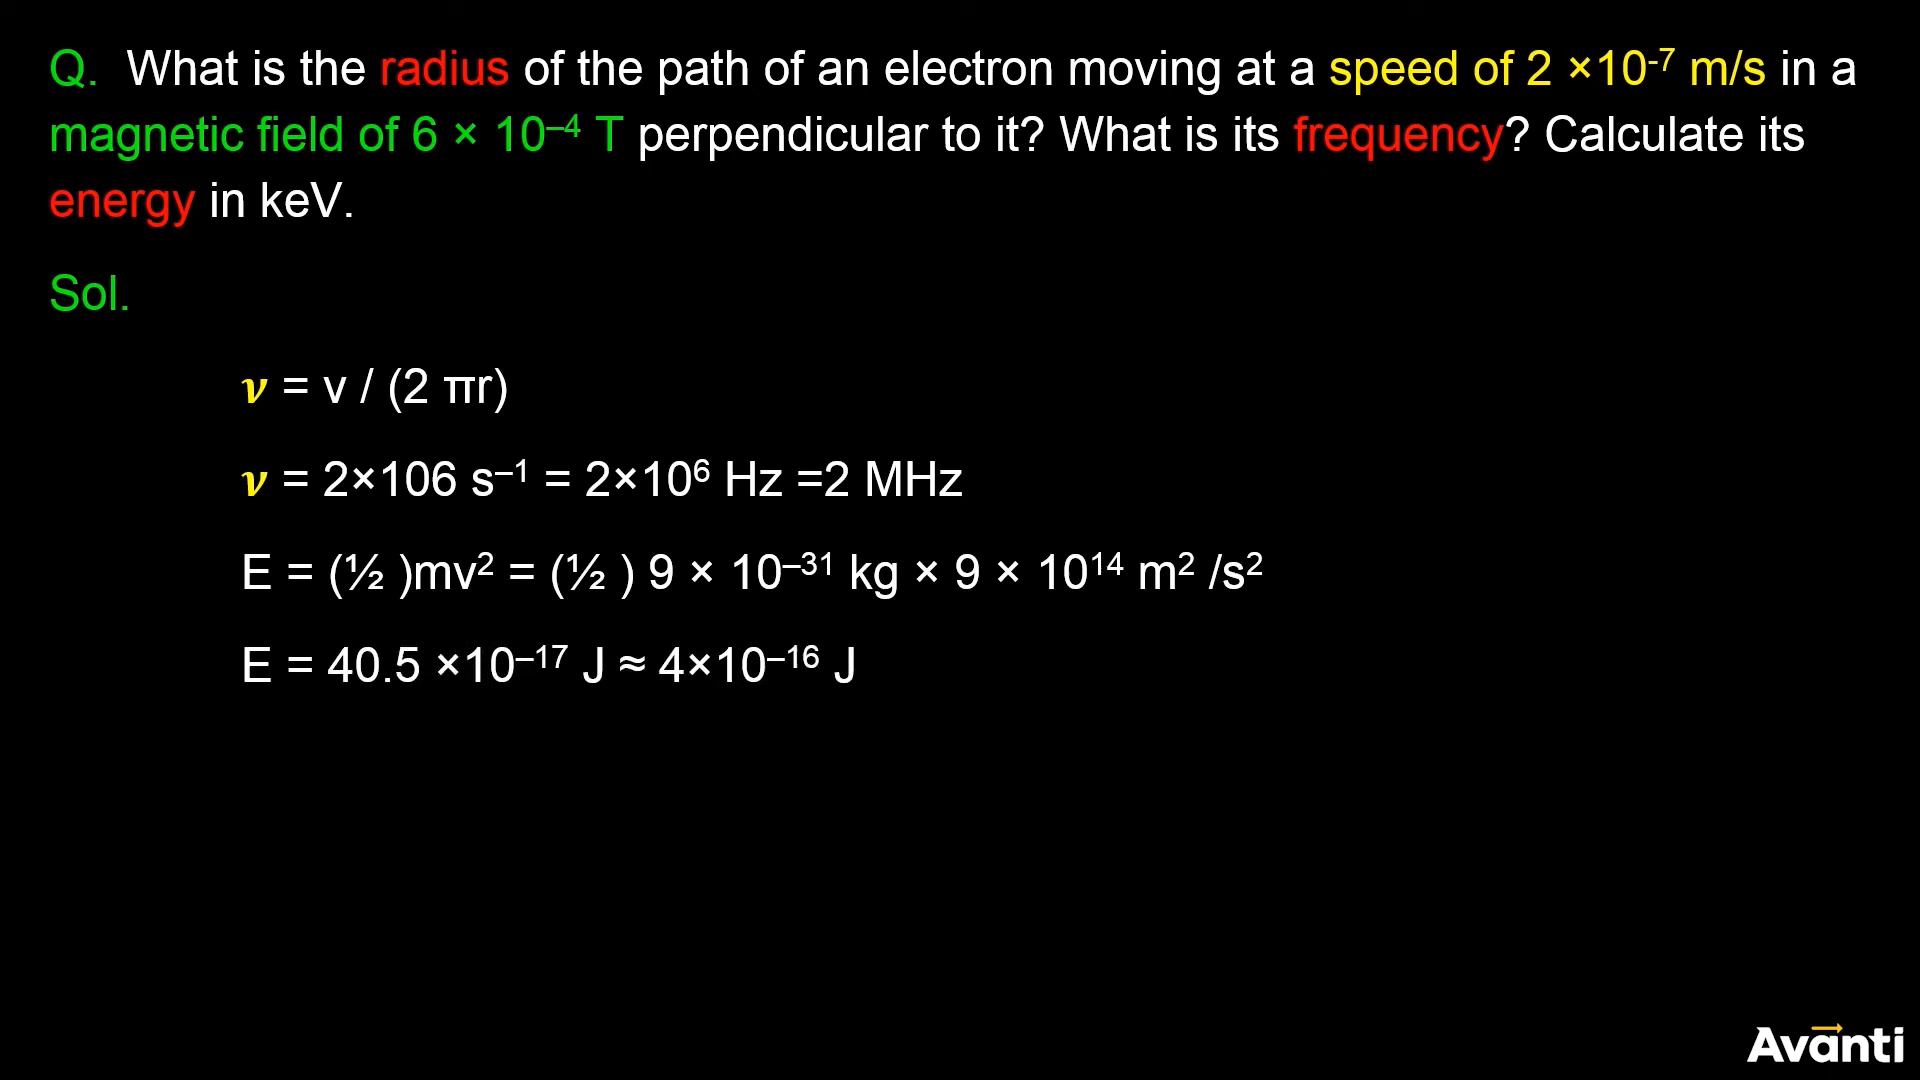 Q. What is the radius of the path of an electron moving at a speed of 2 ×10⁻⁷ m/s in a
magnetic field of 6 × 10⁻⁴ T perpendicular to it? What is its frequency? Calculate its
energy in keV.
Sol.
𝝂 = v / (2 πr)
𝝂 = 2×106 s⁻¹ = 2×10⁶ Hz =2 MHz
E = (½ )mv² = (½ ) 9 × 10⁻³¹ kg × 9 × 10¹⁴ m² /s²
E = 40.5 ×10⁻¹⁷ J ≈ 4×10⁻¹⁶ J
Avanti